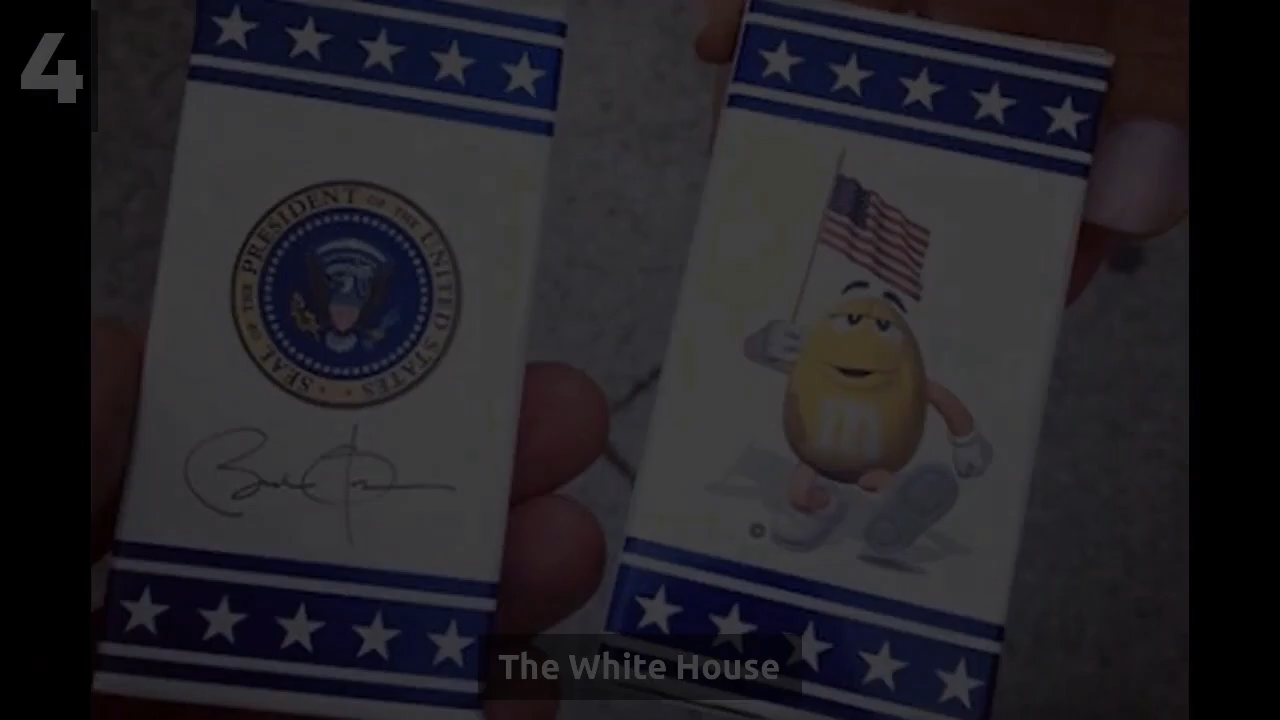 4
SEAL OF THE PRESIDENT OF THE UNITED STATES
m
The White House